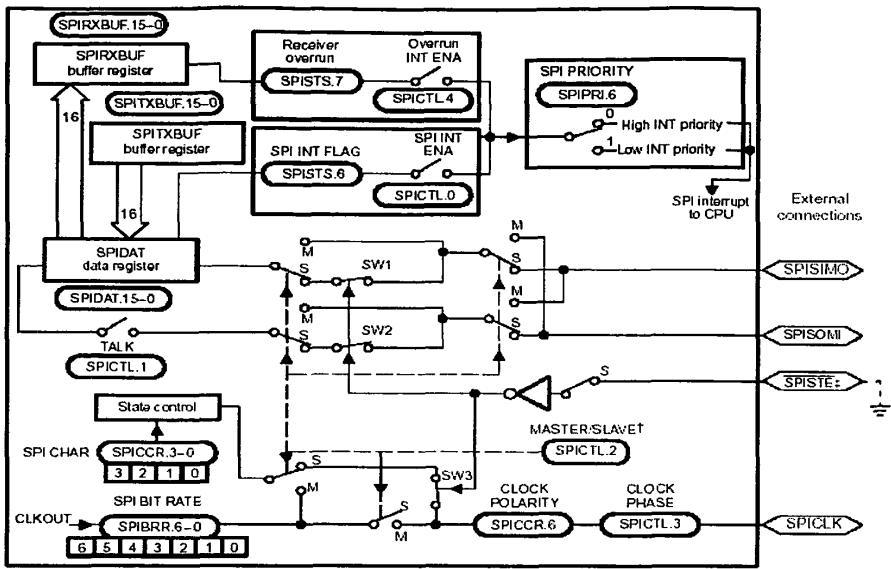 SPIRXBUF.15–0
SPIRXBUF
buffer register
Receiver
overrun
SPISTS.7
Overrun
INT ENA
SPICTL.4
SPI PRIORITY
SPIPRI.6
0
High INT priority
1
Low INT priority
16
SPITXBUF.15–0
SPITXBUF
buffer register
SPI INT FLAG
SPISTS.6
SPI INT
ENA
SPICTL.0
16
SPI interrupt
to CPU
External
connections
SPIDAT
data register
SPIDAT.15–0
M
S
SW1
M
S
SPISIMO
M
S
SW2
M
S
SPISOMI
TALK
SPICTL.1
S
SPISTE‡
State control
MASTER/SLAVE†
SPICTL.2
SPI CHAR
SPICCR.3–0
3 2 1 0
S
M
SW3
SPI BIT RATE
CLKOUT
SPIBRR.6–0
6 5 4 3 2 1 0
S
M
CLOCK
POLARITY
SPICCR.6
CLOCK
PHASE
SPICTL.3
SPICLK